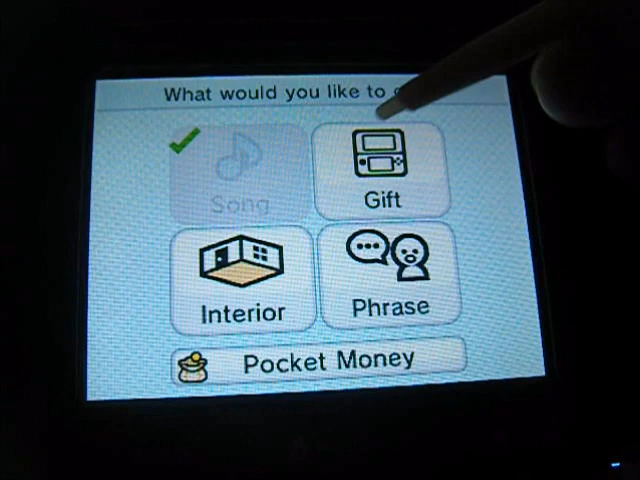 What would you like to
Song
Gift
Interior
Phrase
Pocket Money